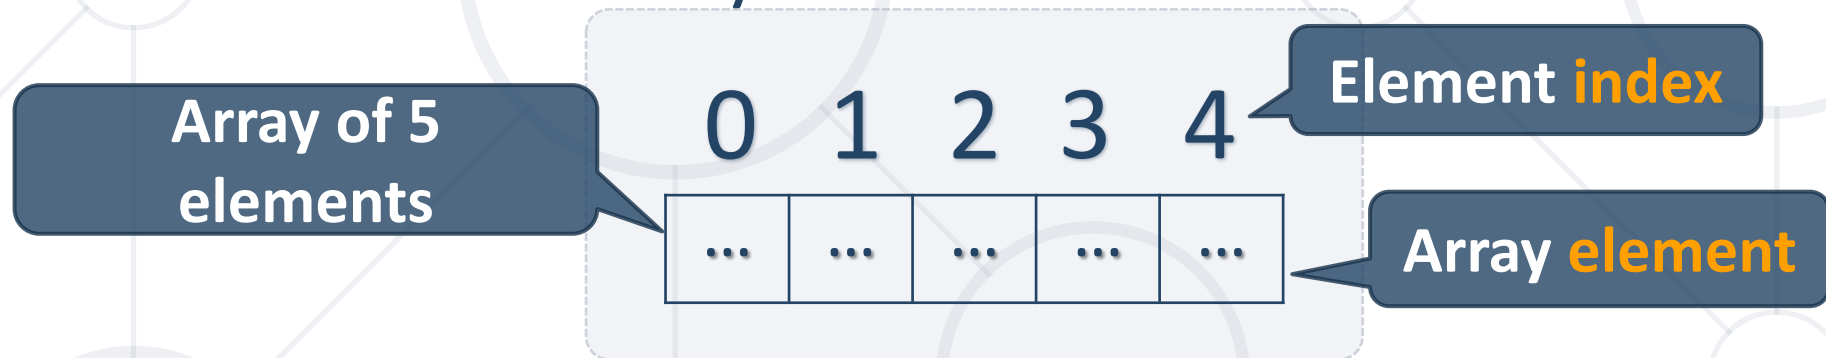 Array of 5
elements
0 1 2 3 4
Element index
... ... ... ... ...
Array element